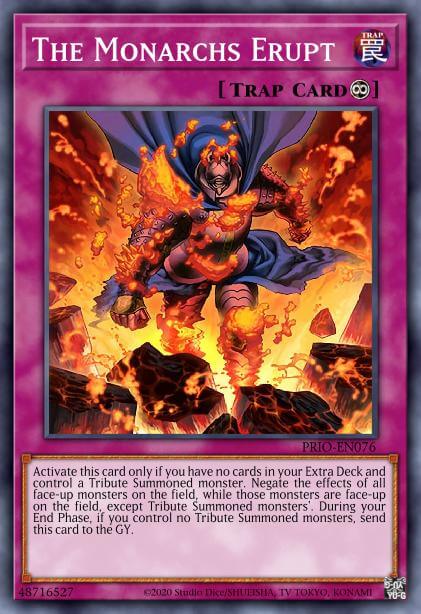 THE MONARCHS ERUPT
TRAP
罠
[TRAP CARD∞]
PRIO-EN076
Activate this card only if you have no cards in your Extra Deck and
control a Tribute Summoned monster. Negate the effects of all
face-up monsters on the field, while those monsters are face-up
on the field, except Tribute Summoned monsters'. During your
End Phase, if you control no Tribute Summoned monsters, send
this card to the GY.
48716527
©2020 Studio Dice/SHUEISHA, TV TOKYO, KONAMI